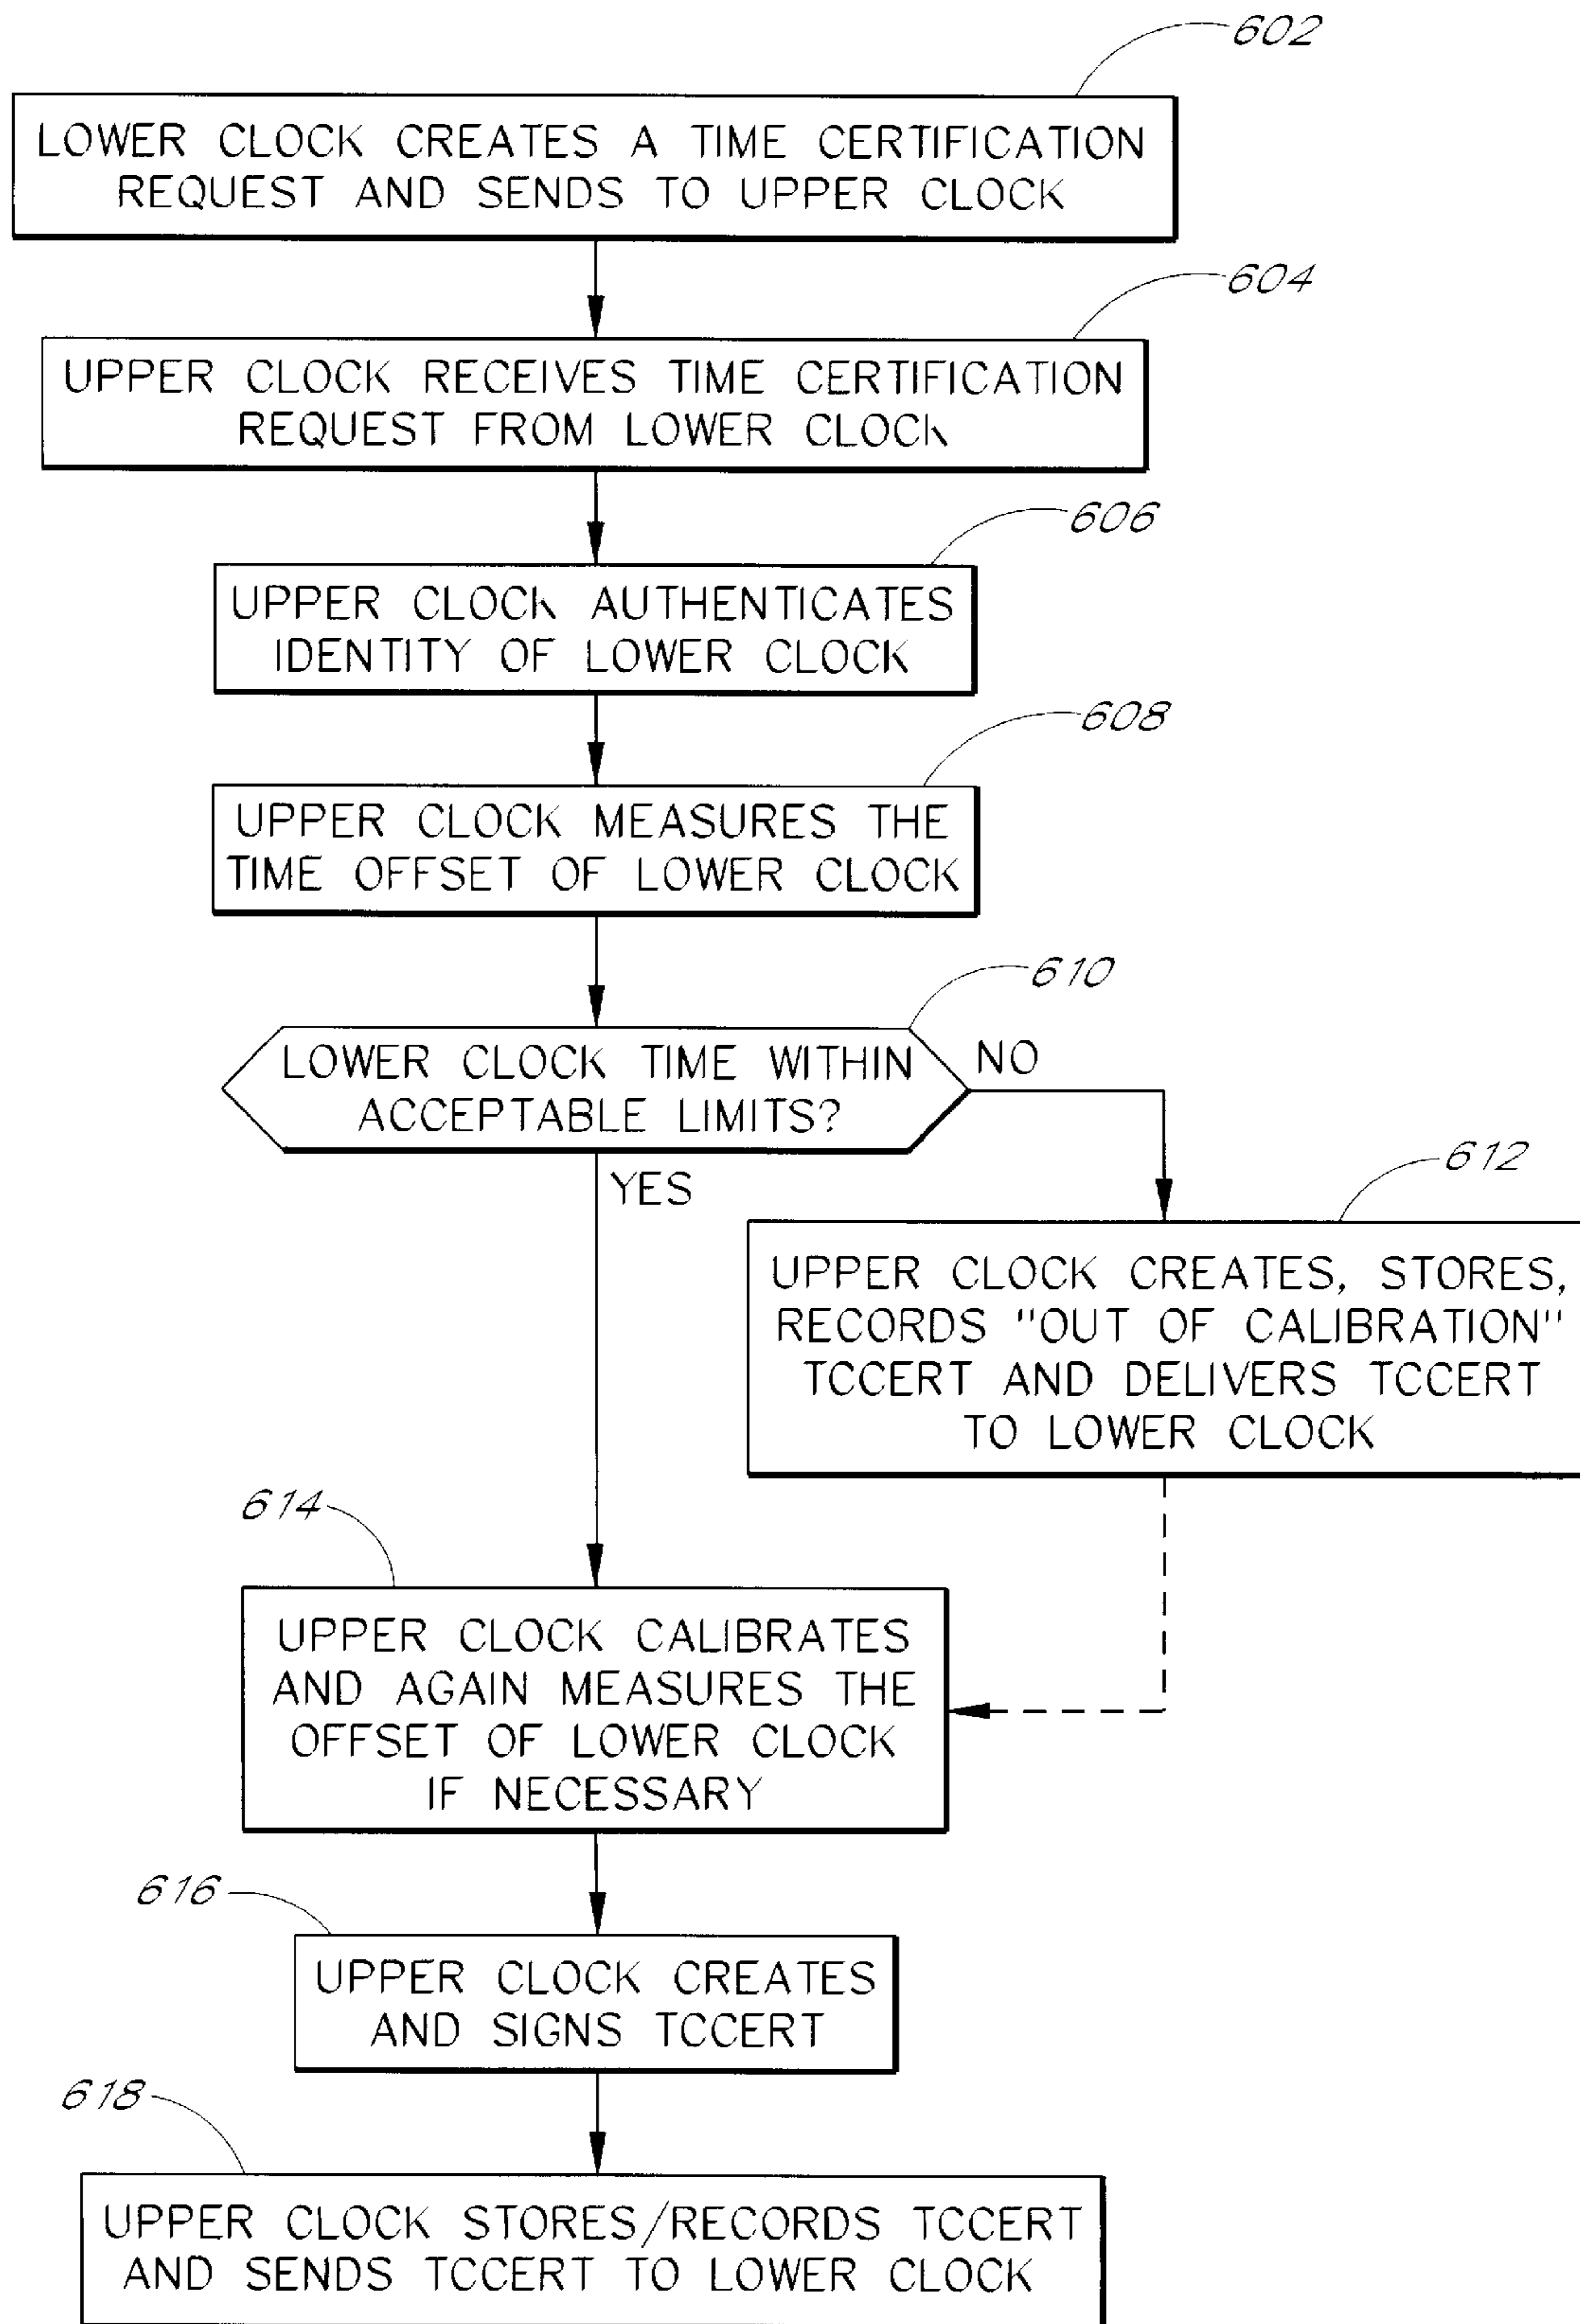 602
LOWER CLOCK CREATES A TIME CERTIFICATION
REQUEST AND SENDS TO UPPER CLOCK
604
UPPER CLOCK RECEIVES TIME CERTIFICATION
REQUEST FROM LOWER CLOCK
606
UPPER CLOCK AUTHENTICATES
IDENTITY OF LOWER CLOCK
608
UPPER CLOCK MEASURES THE
TIME OFFSET OF LOWER CLOCK
610
LOWER CLOCK TIME WITHIN
ACCEPTABLE LIMITS?
NO
YES
612
UPPER CLOCK CREATES, STORES,
RECORDS "OUT OF CALIBRATION"
TCCERT AND DELIVERS TCCERT
TO LOWER CLOCK
614
UPPER CLOCK CALIBRATES
AND AGAIN MEASURES THE
OFFSET OF LOWER CLOCK
IF NECESSARY
616
UPPER CLOCK CREATES
AND SIGNS TCCERT
618
UPPER CLOCK STORES/RECORDS TCCERT
AND SENDS TCCERT TO LOWER CLOCK